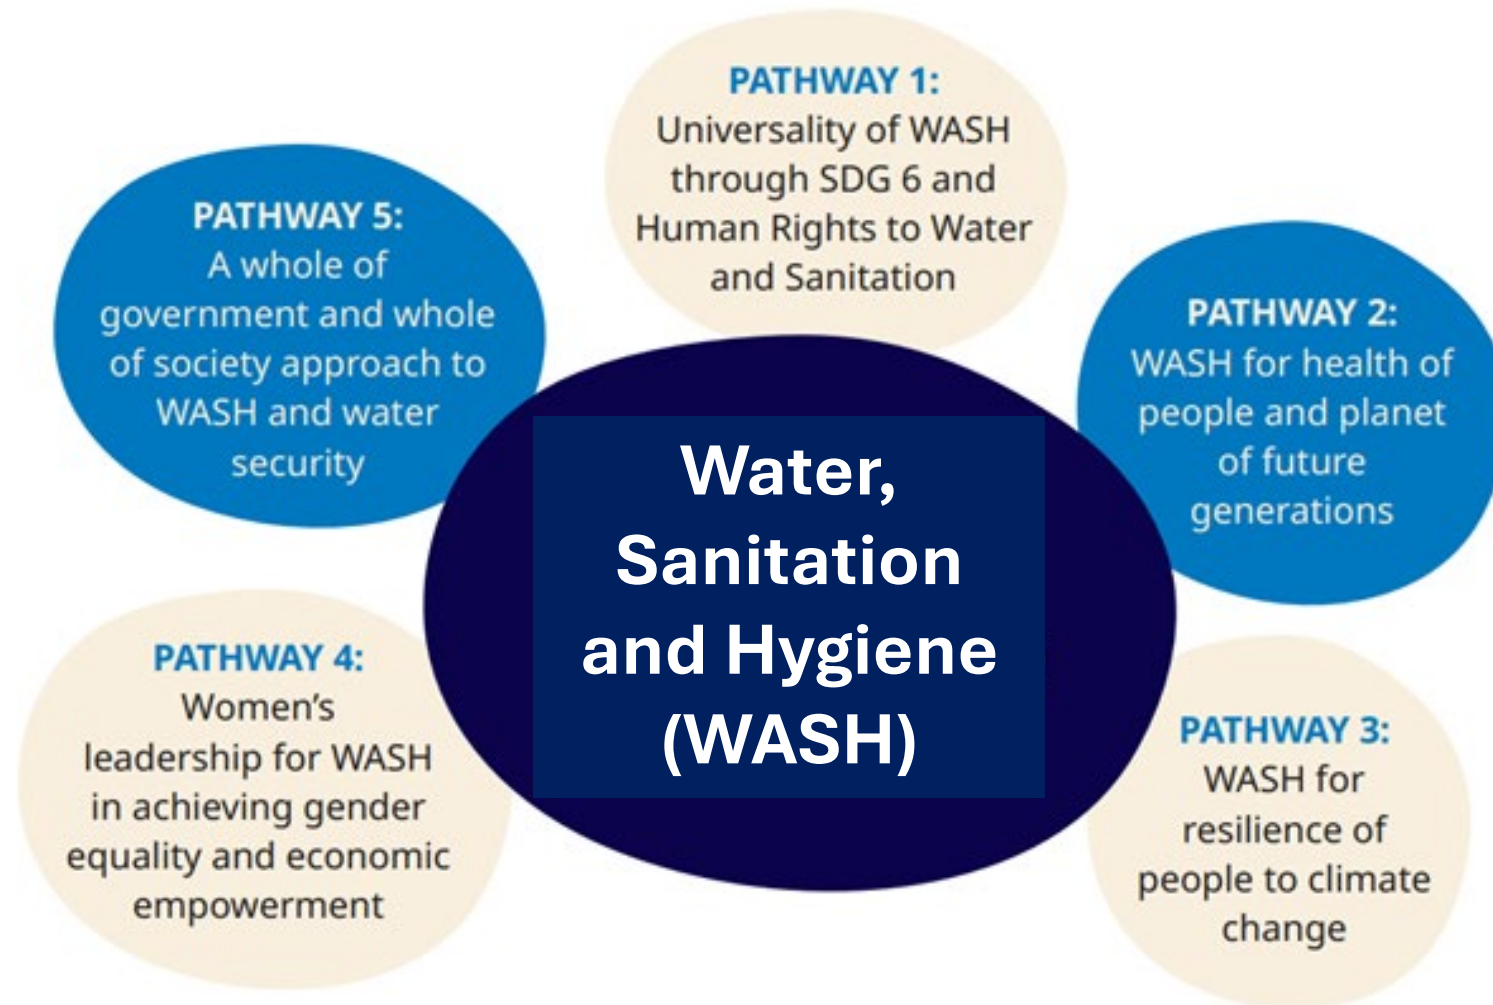 PATHWAY 1:
Universality of WASH
through SDG 6 and
Human Rights to Water
and Sanitation
PATHWAY 2:
WASH for health of
people and planet
of future
generations
PATHWAY 3:
WASH for
resilience of
people to climate
change
PATHWAY 4:
Women’s
leadership for WASH
in achieving gender
equality and economic
empowerment
PATHWAY 5:
A whole of
government and whole
of society approach to
WASH and water
security
Water,
Sanitation
and Hygiene
(WASH)